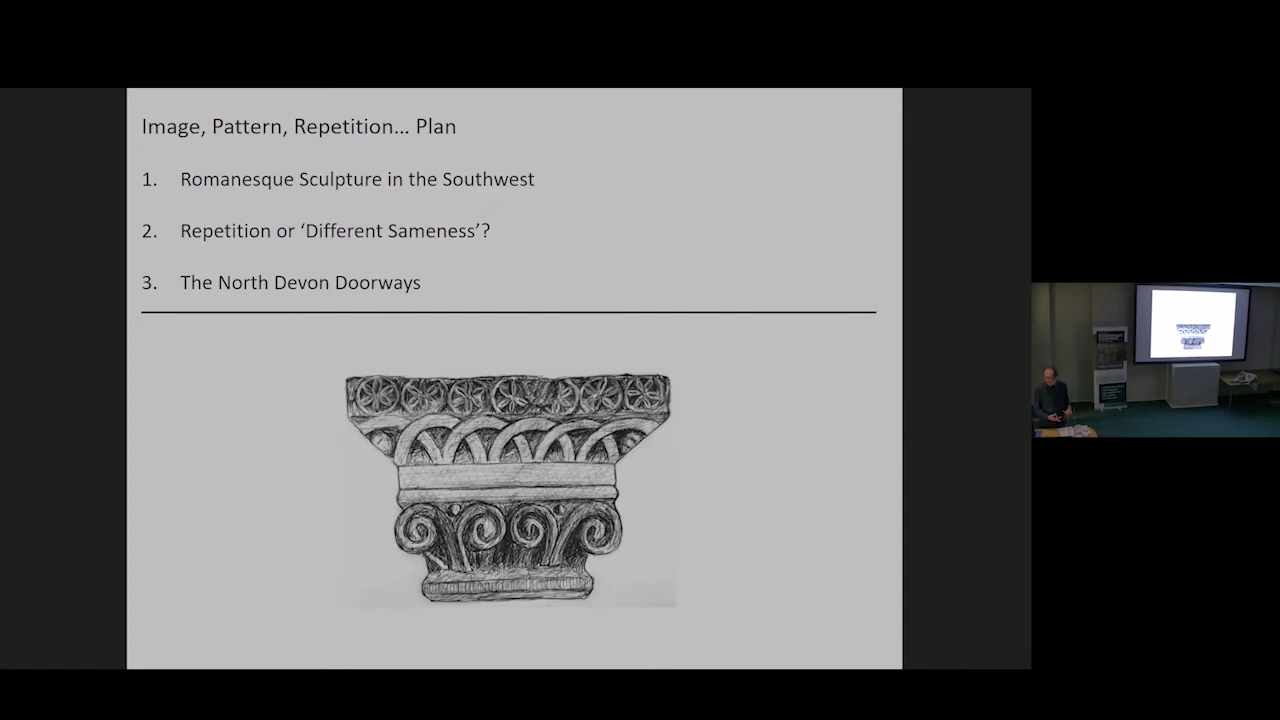 Image, Pattern, Repetition... Plan
1. Romanesque Sculpture in the Southwest
2. Repetition or ‘Different Sameness’?
3. The North Devon Doorways